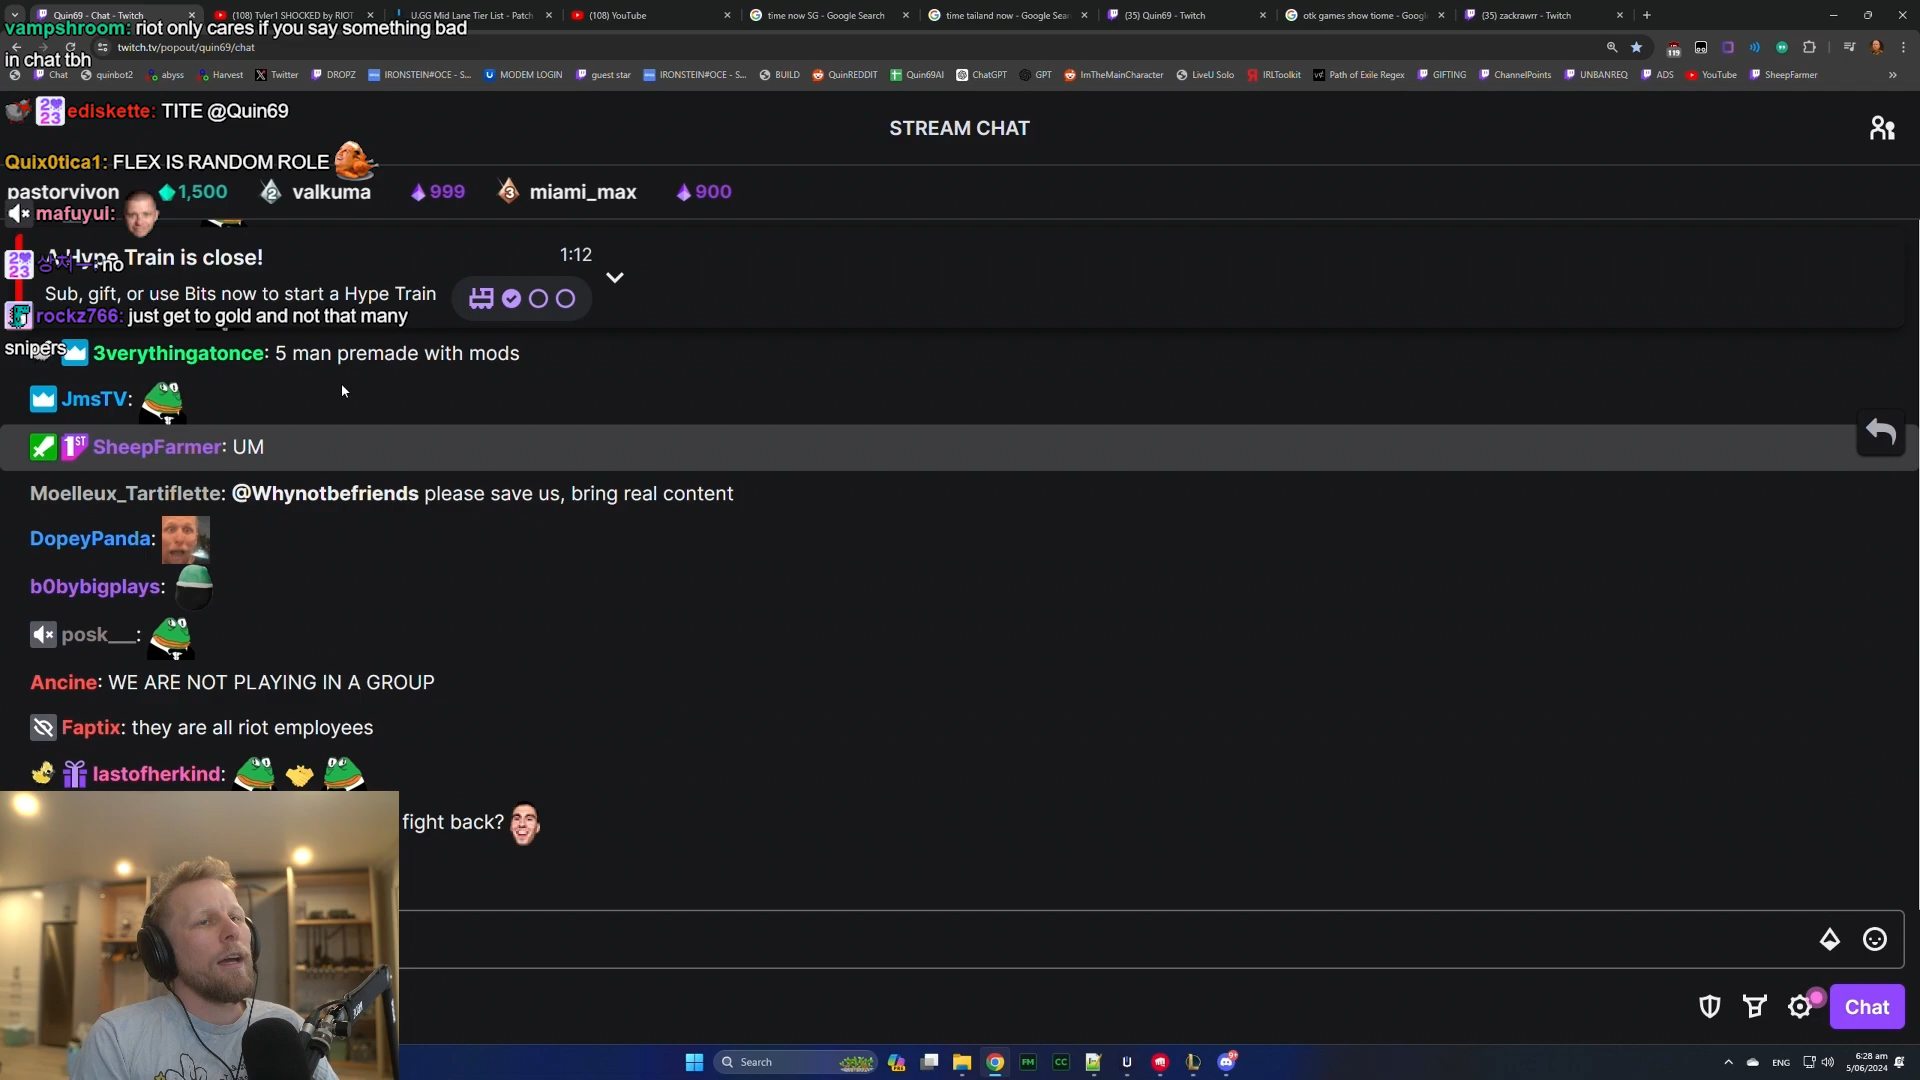 Quin69 - Chat - Twitch
(108) Tyler1 SHOCKED by RIOT
U.GG Mid Lane Tier List - Patch
(108) YouTube
time now SG - Google Search
time tailand now - Google Sear
(35) Quin69 - Twitch
otk games show tiome - Googl
(35) zackrawrr - Twitch
vampshroom: riot only cares if you say something bad
in chat tbh
twitch.tv/popout/quin69/chat
Chat
quinbot2
abyss
Harvest
Twitter
DROPZ
IRONSTEIN#OCE - S...
MODEM LOGIN
guest star
IRONSTEIN#OCE - S...
BUILD
QuinREDDIT
Quin69AI
ChatGPT
GPT
ImTheMainCharacter
LiveU Solo
IRLToolkit
Path of Exile Regex
GIFTING
ChannelPoints
UNBANREQ
ADS
YouTube
SheepFarmer
119
ediskette: TITE @Quin69
STREAM CHAT
Quix0tica1: FLEX IS RANDOM ROLE
pastorvivon 1,500 2 valkuma 999 3 miami_max 900
mafuyul:
A Hype Train is close!
1:12
no
Sub, gift, or use Bits now to start a Hype Train
rockz766: just get to gold and not that many
snipers
3verythingatonce: 5 man premade with mods
JmsTV:
1ST SheepFarmer: UM
Moelleux_Tartiflette: @Whynotbefriends please save us, bring real content
DopeyPanda:
b0bybigplays:
posk___:
Ancine: WE ARE NOT PLAYING IN A GROUP
Faptix: they are all riot employees
lastofherkind:
fight back?
Chat
Search
FM
CC
ENG
6:28 am
5/06/2024